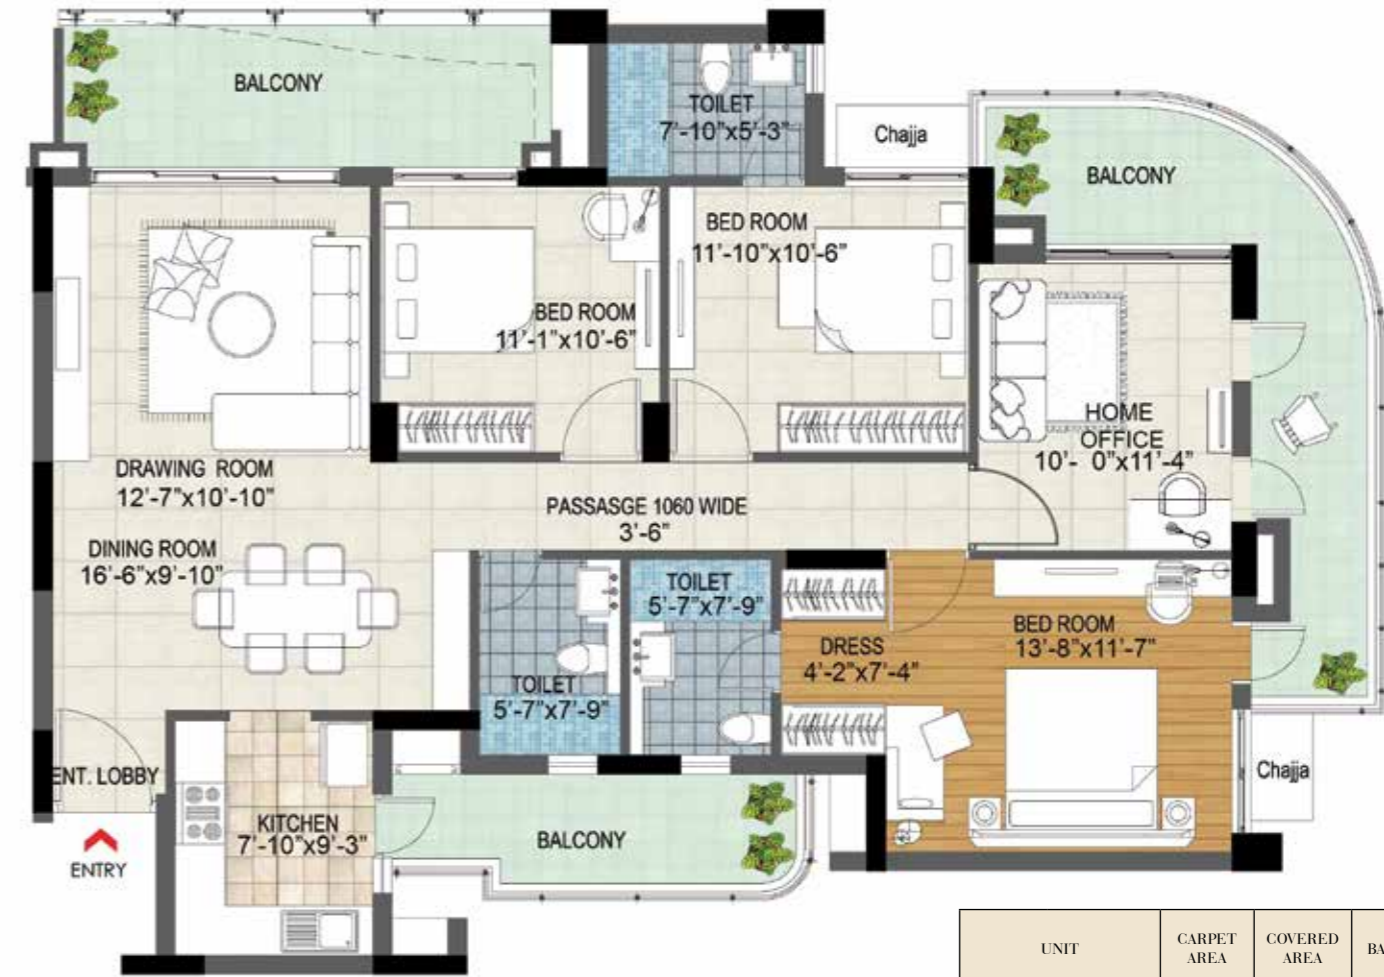 BALCONY
TOILET
7'-10"x5'-3"
Chajja
BALCONY
BED ROOM
11'-10"x10'-6"
BED ROOM
11'-1"x10'-6"
HOME
OFFICE
10'- 0"x11'-4"
DRAWING ROOM
12'-7"x10'-10"
PASSASGE 1060 WIDE
3'-6"
DINING ROOM
16'-6"x9'-10"
TOILET
5'-7"x7'-9"
BED ROOM
13'-8"x11'-7"
DRESS
4'-2"x7'-4"
TOILET
5'-7"x7'-9"
ENT. LOBBY
Chajja
KITCHEN
7'-10"x9'-3"
BALCONY
ENTRY
UNIT
CARPET
AREA
COVERED
AREA